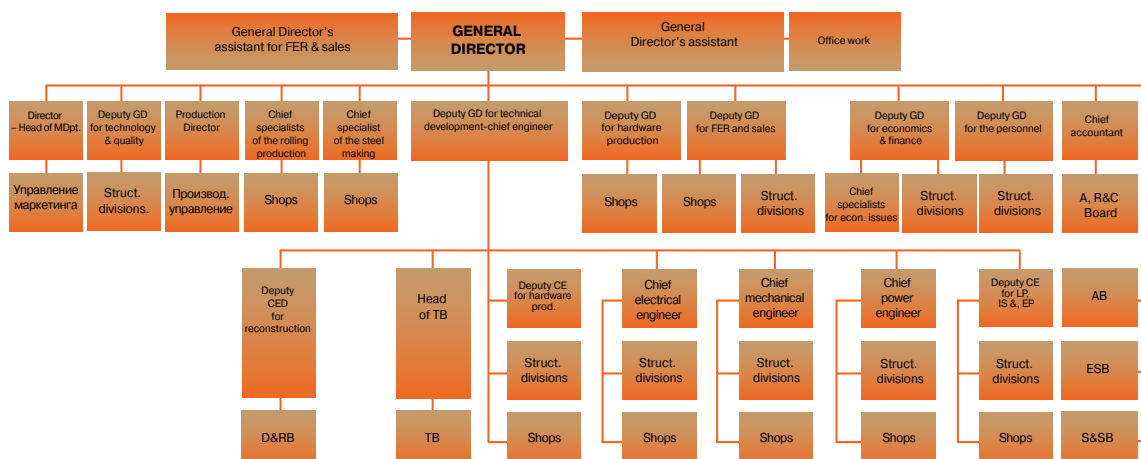 General
Director's
assistant for FER & sales
GENERAL
DIRECTOR
General
Director's assistant
Office work
Director
– Head of MDpt.
Deputy GD
for technology
& quality
Production
Director
Chief
specialists
of the rolling
production
Chief
specialist
of the steel
making
Deputy GD for technical
development-chief engineer
Deputy GD
for hardware
production
Deputy GD
for FER and sales
Deputy GD
for economics
& finance
Deputy GD
for the personnel
Chief
accountant
Управление
маркетинга
Struct.
divisions.
Производ.
управление
Shops
Shops
Shops
Shops
Struct.
divisions
Chief
specialists
for econ. issues
Struct.
divisions
Struct.
divisions
A, R&C
Board
Deputy
CED
for
reconstruction
Head
of TB
Deputy CE
for hardware
prod.
Chief
electrical
engineer
Chief
mechanical
engineer
Chief
power
engineer
Deputy CE
for LP,
IS &, EP
AB
Struct.
divisions
Struct.
divisions
Struct.
divisions
Struct.
divisions
Struct.
divisions
ESB
D&RB
TB
Shops
Shops
Shops
Shops
Shops
S&SB